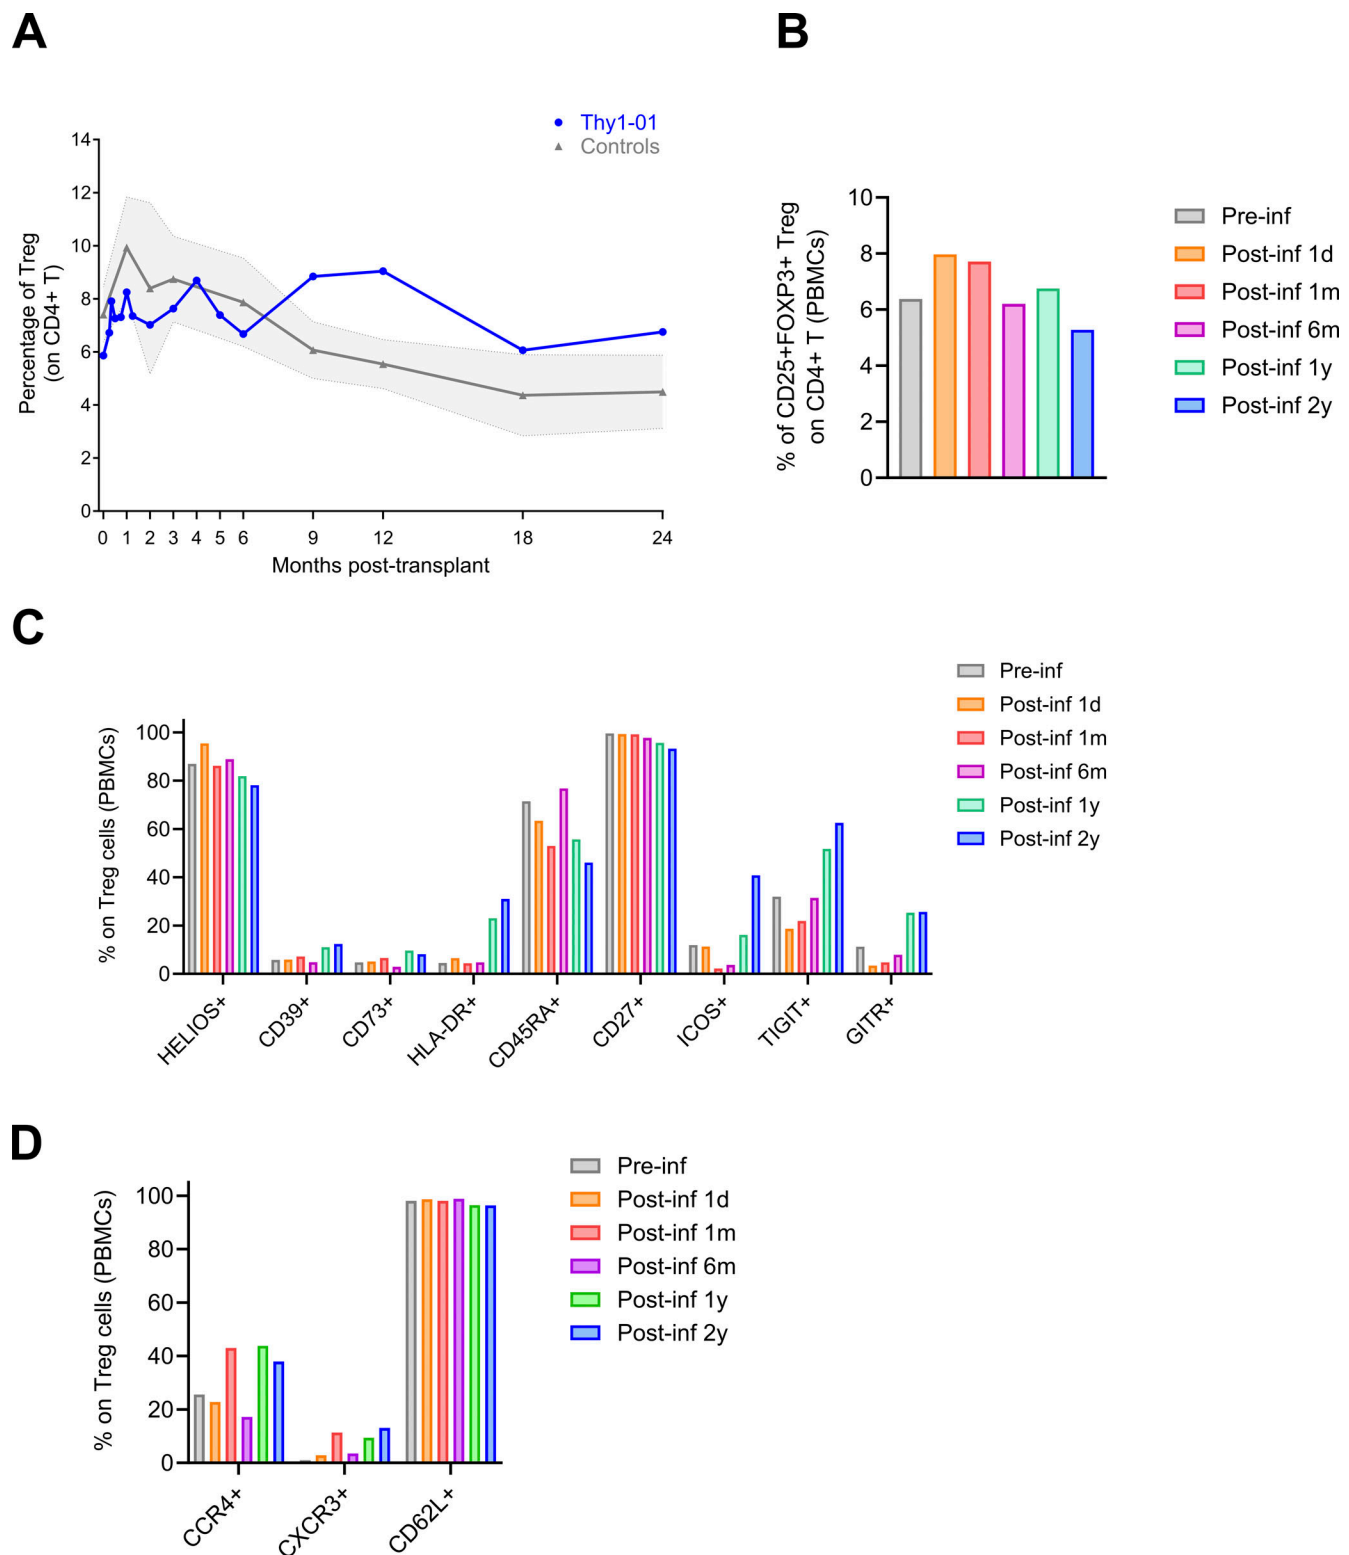 A
Thy1-01
Controls
Percentage of Treg
(on CD4+ T)
14
12
10
8
6
4
2
0
0 1 2 3 4 5 6 9 12 18 24
Months post-transplant
B
% of CD25+FOXP3+ Treg
on CD4+ T (PBMCs)
10
8
6
4
2
0
Pre-inf
Post-inf 1d
Post-inf 1m
Post-inf 6m
Post-inf 1y
Post-inf 2y
C
% on Treg cells (PBMCs)
100
80
60
40
20
0
HELIOS+ CD39+ CD73+ HLA-DR+ CD45RA+ CD27+ ICOS+ TIGIT+ GITR+
Pre-inf
Post-inf 1d
Post-inf 1m
Post-inf 6m
Post-inf 1y
Post-inf 2y
D
% on Treg cells (PBMCs)
100
80
60
40
20
0
CCR4+ CXCR3+ CD62L+
Pre-inf
Post-inf 1d
Post-inf 1m
Post-inf 6m
Post-inf 1y
Post-inf 2y